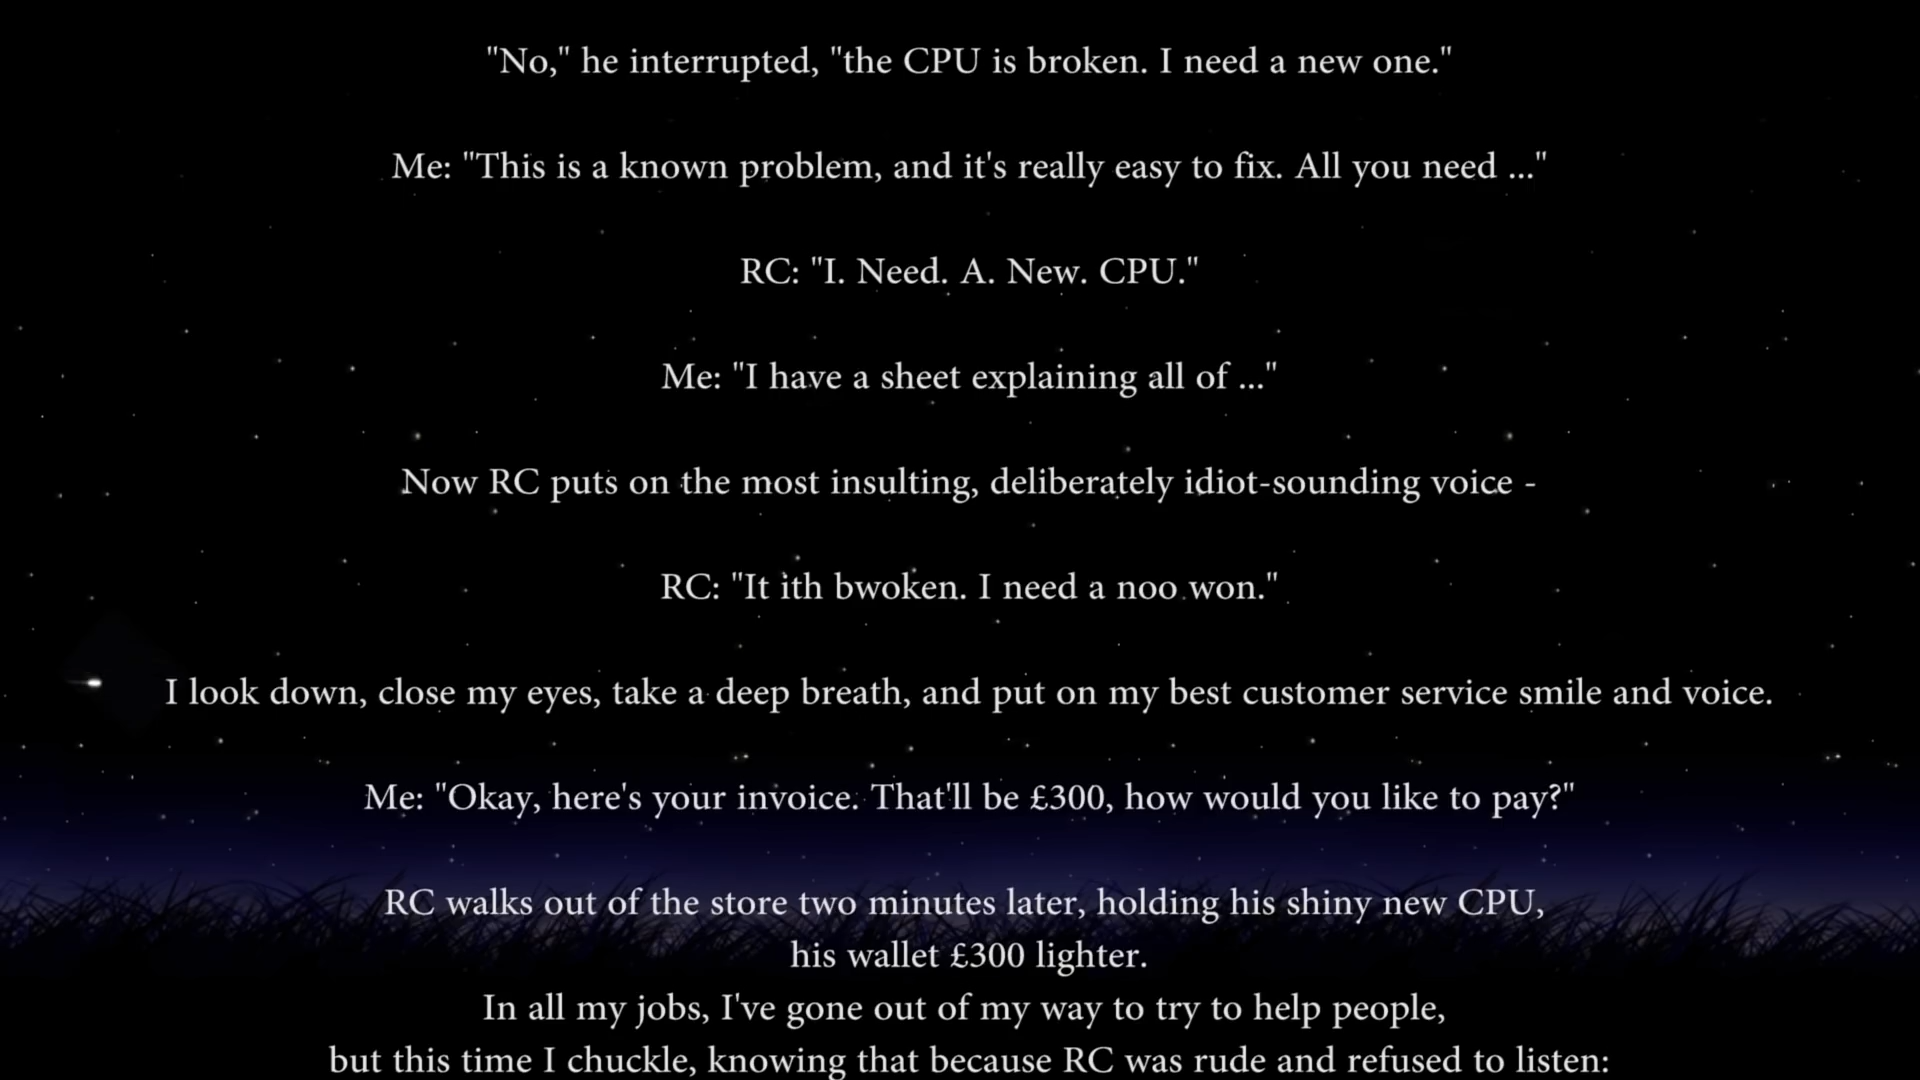 "No," he interrupted, "the CPU is broken. I need a new one."
Me: "This is a known problem, and it's really easy to fix. All you need ..."
RC: "I. Need. A. New. CPU."
Me: "I have a sheet explaining all of ..."
Now RC puts on the most insulting, deliberately idiot-sounding voice -
RC: "It ith bwoken. I need a noo won."
I look down, close my eyes, take a deep breath, and put on my best customer service smile and voice.
Me: "Okay, here's your invoice. That'll be £300, how would you like to pay?"
RC walks out of the store two minutes later, holding his shiny new CPU,
his wallet £300 lighter.
In all my jobs, I've gone out of my way to try to help people,
but this time I chuckle, knowing that because RC was rude and refused to listen: